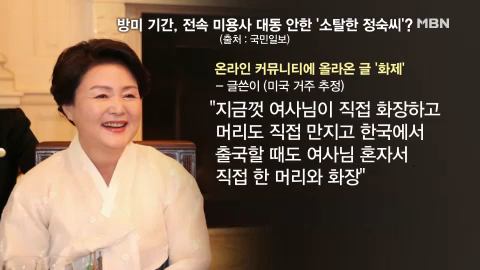 방미 기간, 전속 미용사 대동 안한 '소탈한 정숙씨'? MBN
(출처 : 국민일보)
온라인 커뮤니티에 올라온 글 '화제'
– 글쓴이 (미국 거주 추정)
"지금껏 여사님이 직접 화장하고
머리도 직접 만지고 한국에서
출국할 때도 여사님 혼자서
직접 한 머리와 화장"